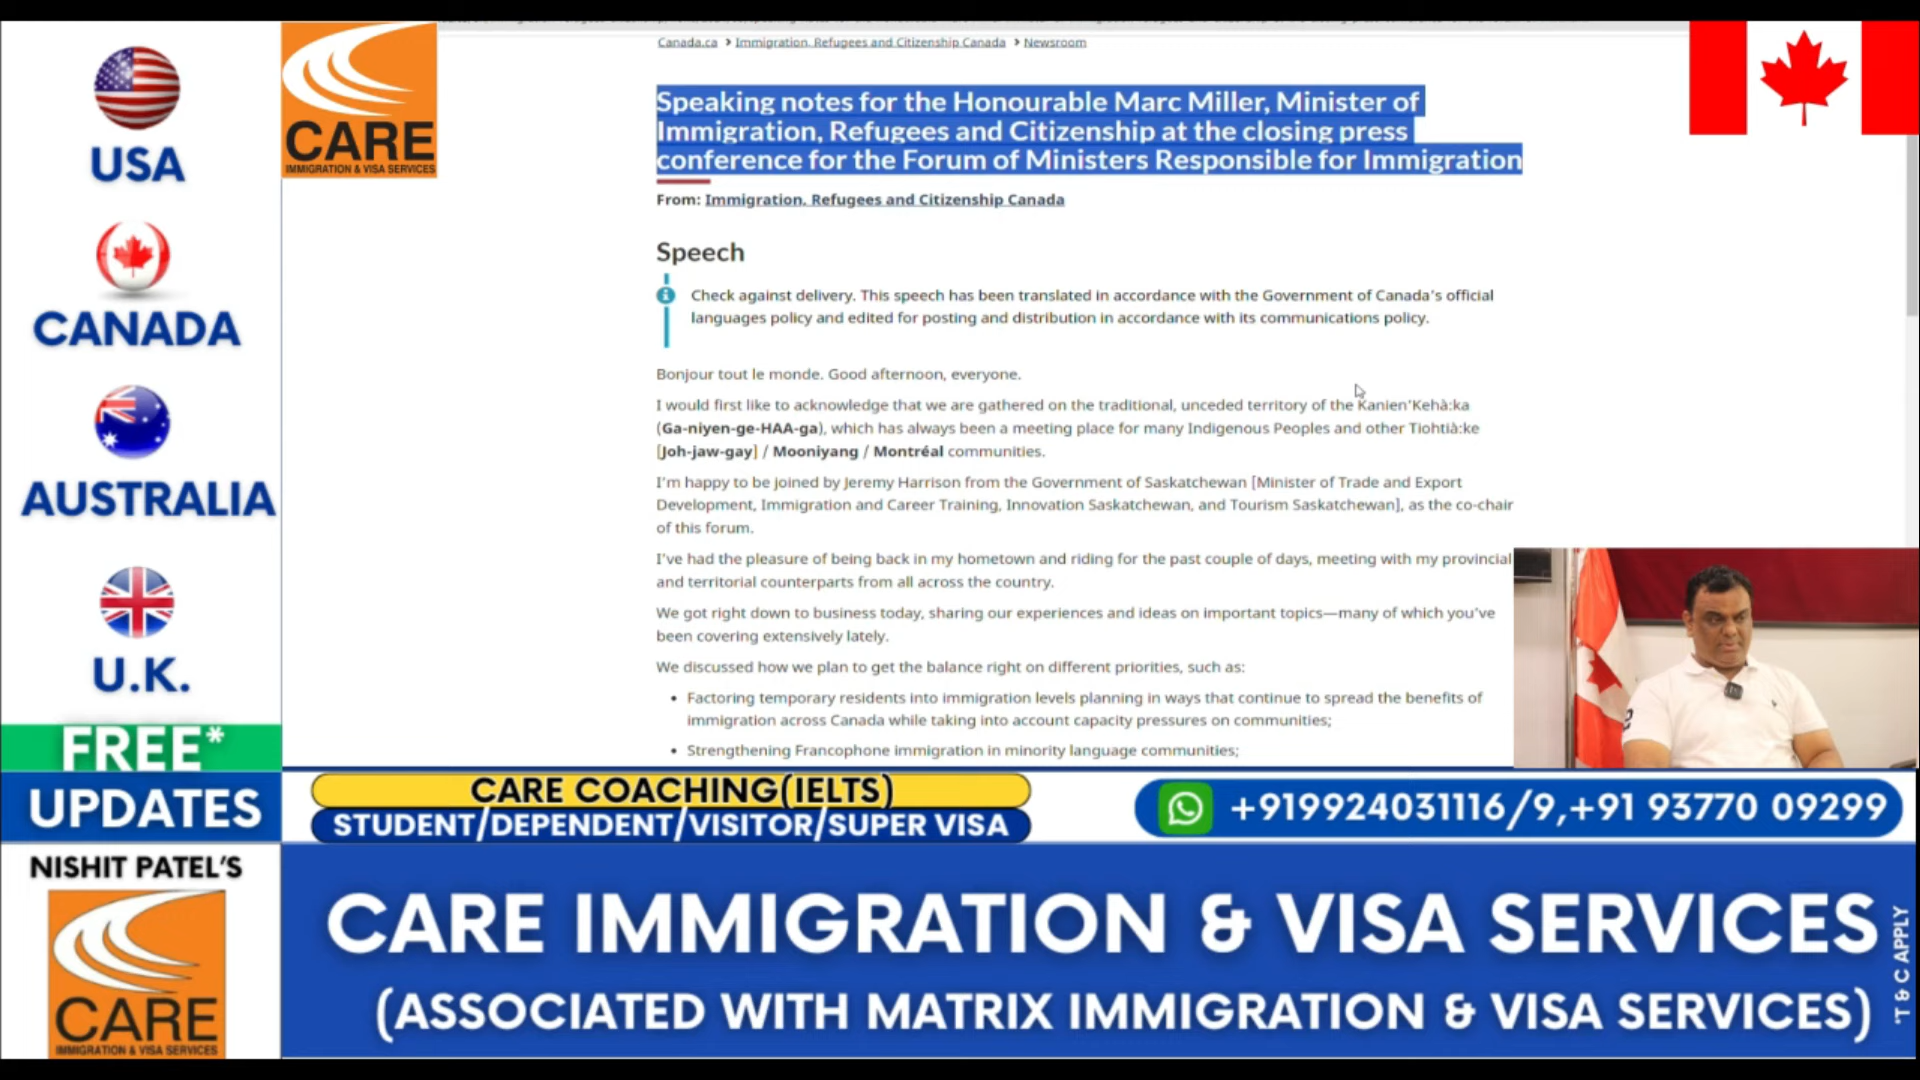 USA
CANADA
AUSTRALIA
U.K.
FREE*
UPDATES
NISHIT PATEL'S
CARE
IMMIGRATION & VISA SERVICES
CARE
IMMIGRATION & VISA SERVICES
Canada.ca > Immigration, Refugees and Citizenship Canada > Newsroom
Speaking notes for the Honourable Marc Miller, Minister of
Immigration, Refugees and Citizenship at the closing press
conference for the Forum of Ministers Responsible for Immigration
From: Immigration, Refugees and Citizenship Canada
Speech
Check against delivery. This speech has been translated in accordance with the Government of Canada's official
languages policy and edited for posting and distribution in accordance with its communications policy.
Bonjour tout le monde. Good afternoon, everyone.
I would first like to acknowledge that we are gathered on the traditional, unceded territory of the Kanien'Kehà:ka
(Ga-niyen-ge-HAA-ga), which has always been a meeting place for many Indigenous Peoples and other Tiohtià:ke
[Joh-jaw-gay] / Mooniyang / Montréal communities.
I'm happy to be joined by Jeremy Harrison from the Government of Saskatchewan [Minister of Trade and Export
Development, Immigration and Career Training, Innovation Saskatchewan, and Tourism Saskatchewan], as the co-chair
of this forum.
I've had the pleasure of being back in my hometown and riding for the past couple of days, meeting with my provincial
and territorial counterparts from all across the country.
We got right down to business today, sharing our experiences and ideas on important topics—many of which you've
been covering extensively lately.
We discussed how we plan to get the balance right on different priorities, such as:
• Factoring temporary residents into immigration levels planning in ways that continue to spread the benefits of
immigration across Canada while taking into account capacity pressures on communities;
• Strengthening Francophone immigration in minority language communities;
CARE COACHING(IELTS)
STUDENT/DEPENDENT/VISITOR/SUPER VISA
+919924031116/9,+91 93770 09299
CARE IMMIGRATION & VISA SERVICES
(ASSOCIATED WITH MATRIX IMMIGRATION & VISA SERVICES)
*T & C APPLY